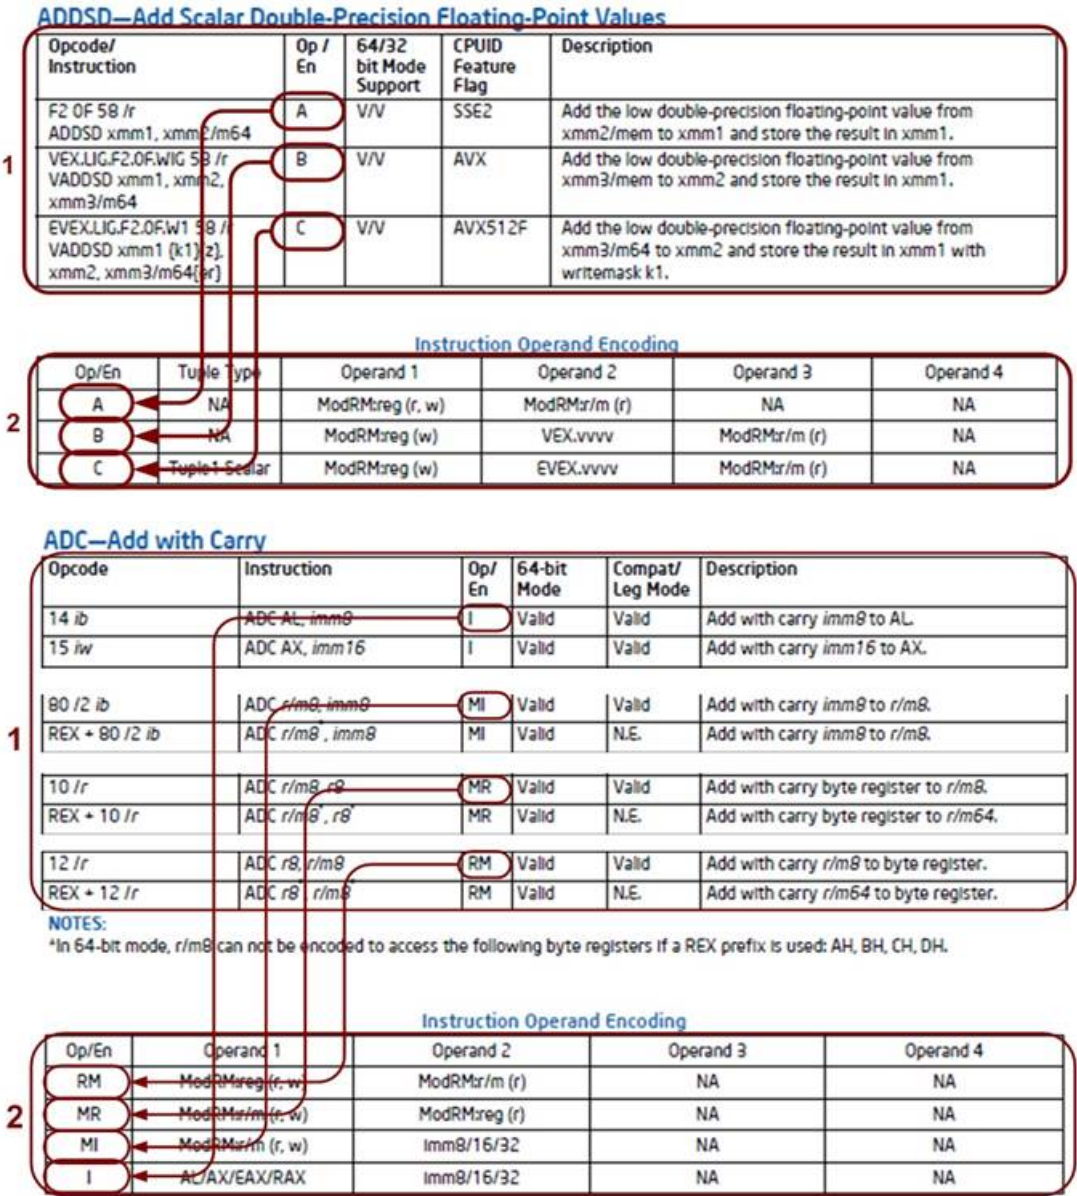 ADDSD—Add Scalar Double-Precision Floating-Point Values
Opcode/ Instruction | Op / En | 64/32 bit Mode Support | CPUID Feature Flag | Description
F2 0F 58 /r ADDSD xmm1, xmm2/m64 | A | V/V | SSE2 | Add the low double-precision floating-point value from xmm2/mem to xmm1 and store the result in xmm1.
1
VEX.LIG.F2.0F.WIG 58 /r VADDSD xmm1, xmm2, xmm3/m64 | B | V/V | AVX | Add the low double-precision floating-point value from xmm3/mem to xmm2 and store the result in xmm1.
EVEX.LIG.F2.0F.W1 58 /r VADDSD xmm1 {k1}{z}, xmm2, xmm3/m64{er} | C | V/V | AVX512F | Add the low double-precision floating-point value from xmm3/m64 to xmm2 and store the result in xmm1 with writemask k1.
Instruction Operand Encoding
Op/En | Tuple Type | Operand 1 | Operand 2 | Operand 3 | Operand 4
A | NA | ModRM:reg (r, w) | ModRM:r/m (r) | NA | NA
2
B | NA | ModRM:reg (w) | VEX.vvvv | ModRM:r/m (r) | NA
C | Tuple1 Scalar | ModRM:reg (w) | EVEX.vvvv | ModRM:r/m (r) | NA
ADC—Add with Carry
Opcode | Instruction | Op/ En | 64-bit Mode | Compat/ Leg Mode | Description
14 ib | ADC AL, imm8 | I | Valid | Valid | Add with carry imm8 to AL.
15 iw | ADC AX, imm16 | I | Valid | Valid | Add with carry imm16 to AX.
80 /2 ib | ADC r/m8, imm8 | MI | Valid | Valid | Add with carry imm8 to r/m8.
1
REX + 80 /2 ib | ADC r/m8*, imm8 | MI | Valid | N.E. | Add with carry imm8 to r/m8.
10 /r | ADC r/m8, r8 | MR | Valid | Valid | Add with carry byte register to r/m8.
REX + 10 /r | ADC r/m8*, r8* | MR | Valid | N.E. | Add with carry byte register to r/m64.
12 /r | ADC r8, r/m8 | RM | Valid | Valid | Add with carry r/m8 to byte register.
REX + 12 /r | ADC r8*, r/m8* | RM | Valid | N.E. | Add with carry r/m64 to byte register.
NOTES:
*In 64-bit mode, r/m8 can not be encoded to access the following byte registers if a REX prefix is used: AH, BH, CH, DH.
Instruction Operand Encoding
Op/En | Operand 1 | Operand 2 | Operand 3 | Operand 4
RM | ModRM:reg (r, w) | ModRM:r/m (r) | NA | NA
2
MR | ModRM:r/m (r, w) | ModRM:reg (r) | NA | NA
MI | ModRM:r/m (r, w) | imm8/16/32 | NA | NA
I | AL/AX/EAX/RAX | imm8/16/32 | NA | NA